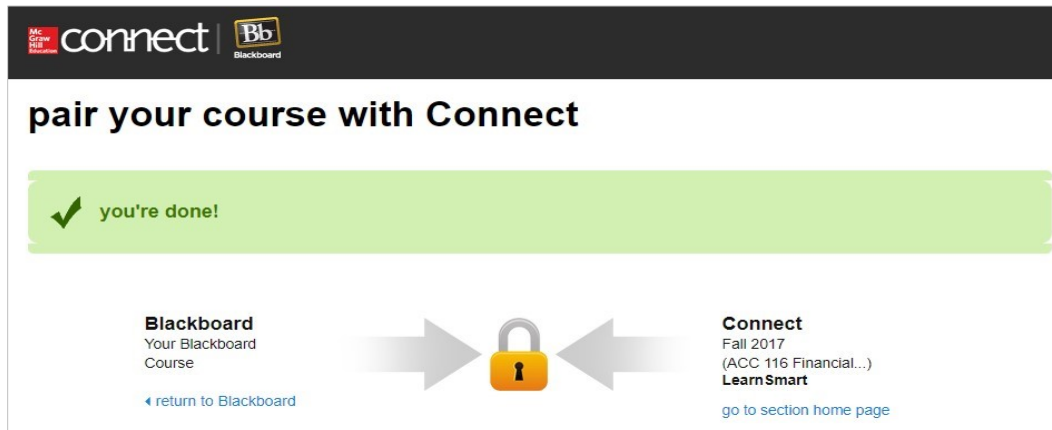 Mc
Graw
Hill
Education
connect
Bb
Blackboard
pair your course with Connect
you're done!
Blackboard
Your Blackboard
Course
return to Blackboard
Connect
Fall 2017
(ACC 116 Financial...)
LearnSmart
go to section home page